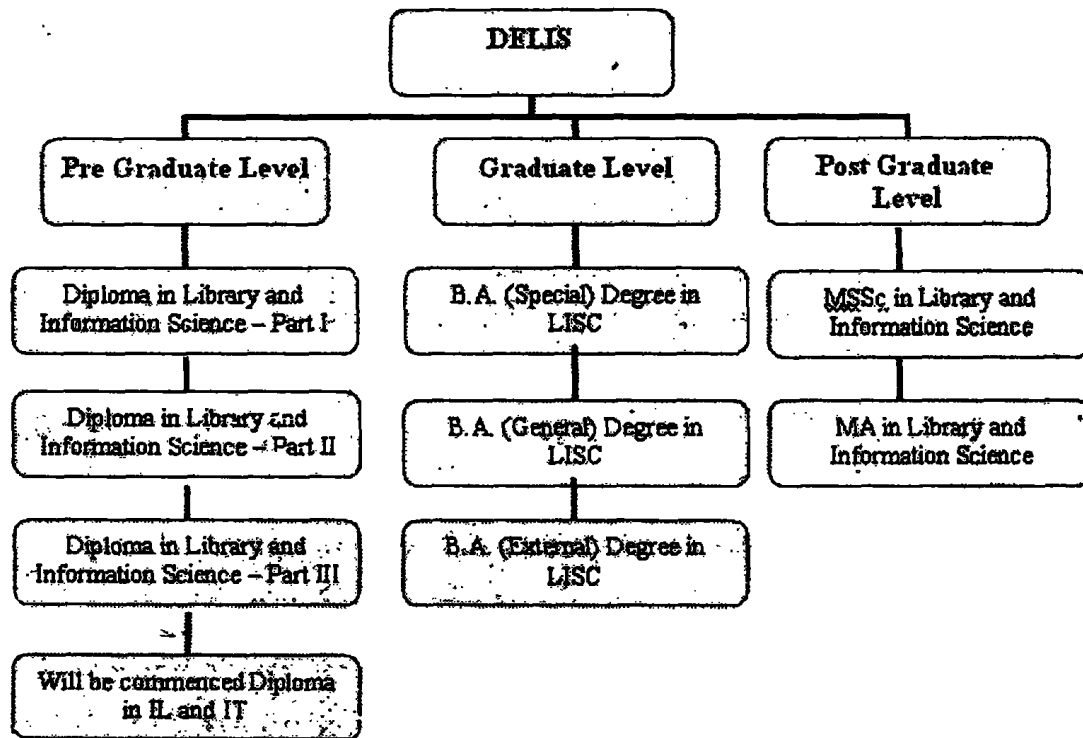 DELIS
Pre Graduate Level
Graduate Level
Post Graduate
Level
Diploma in Library and
Information Science – Part I
B.A. (Special) Degree in
LISC
MSSc in Library and
Information Science
Diploma in Library and
Information Science – Part II
B.A. (General) Degree in
LISC
MA in Library and
Information Science
Diploma in Library and
Information Science – Part III
B.A. (External) Degree in
LISC
Will be commenced Diploma
in IL and IT